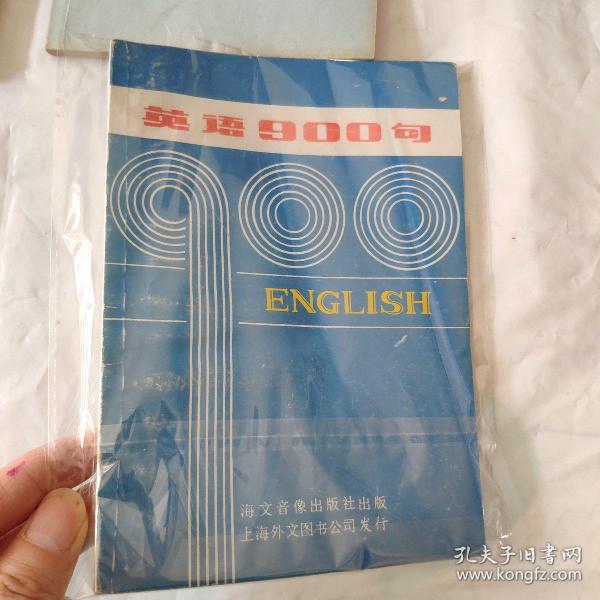 英语900句
900
ENGLISH
海文音像出版社出版
上海外文图书公司发行
孔夫子旧书网
www.kongfz.com